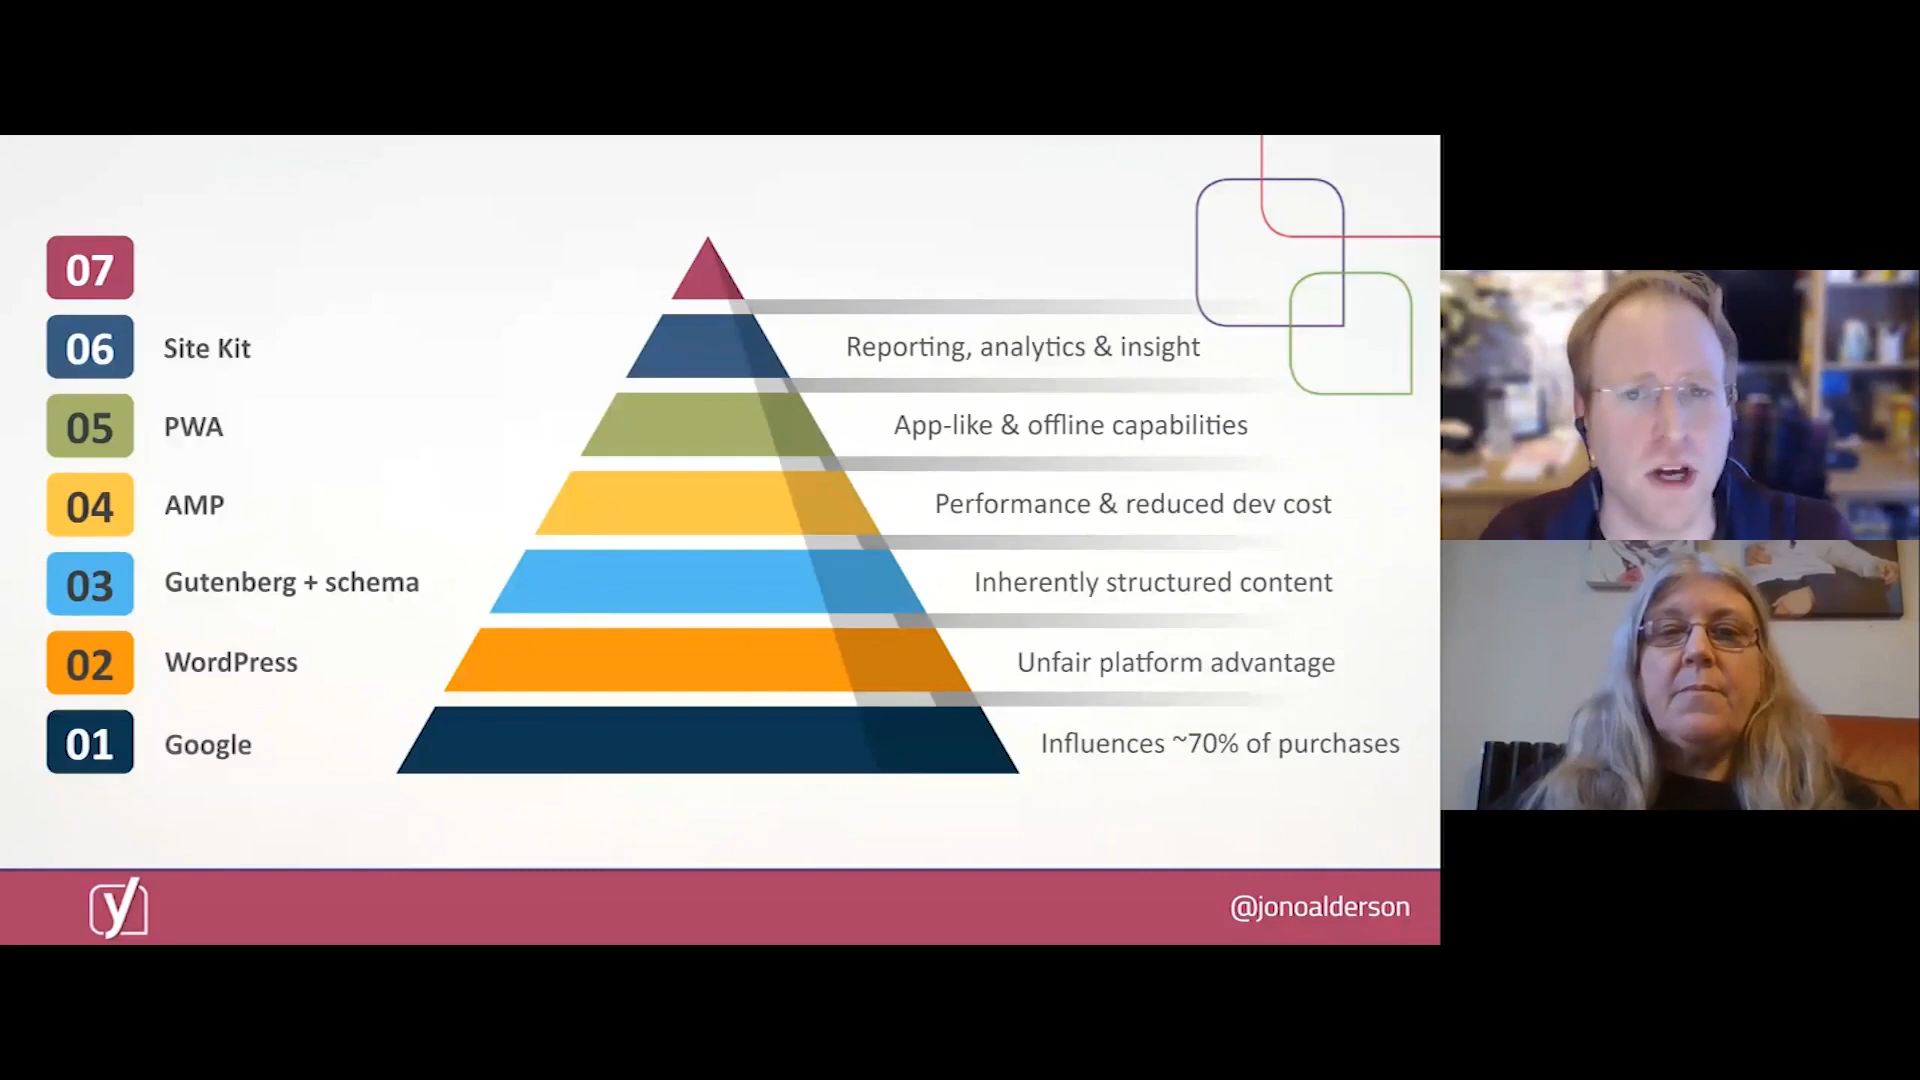 07
06 Site Kit Reporting, analytics & insight
05 PWA App-like & offline capabilities
04 AMP Performance & reduced dev cost
03 Gutenberg + schema Inherently structured content
02 WordPress Unfair platform advantage
01 Google Influences ~70% of purchases
y @jonoalderson